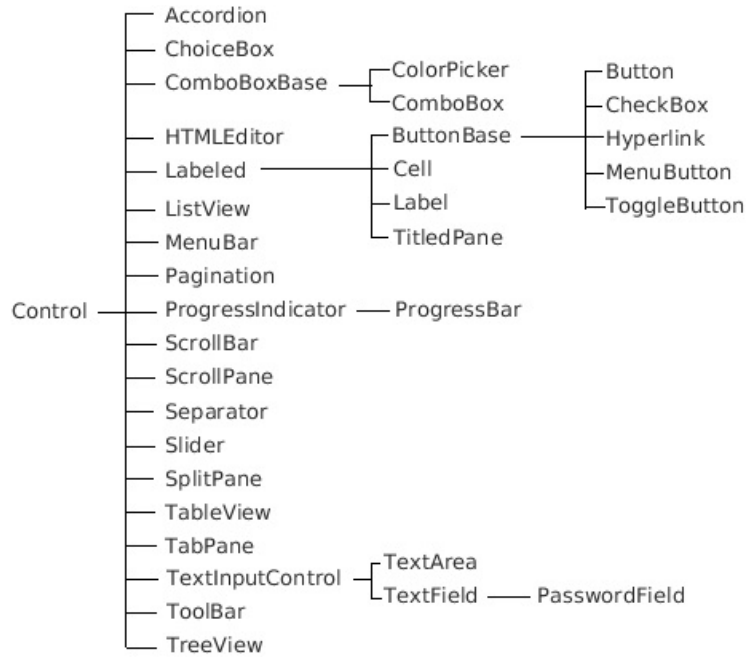 Accordion
ChoiceBox
ComboBoxBase
ColorPicker
ComboBox
HTMLEditor
Labeled
ButtonBase
Cell
Label
TitledPane
Button
CheckBox
Hyperlink
MenuButton
ToggleButton
ListView
MenuBar
Pagination
Control
ProgressIndicator
ProgressBar
ScrollBar
ScrollPane
Separator
Slider
SplitPane
TableView
TabPane
TextInputControl
TextArea
TextField
PasswordField
ToolBar
TreeView